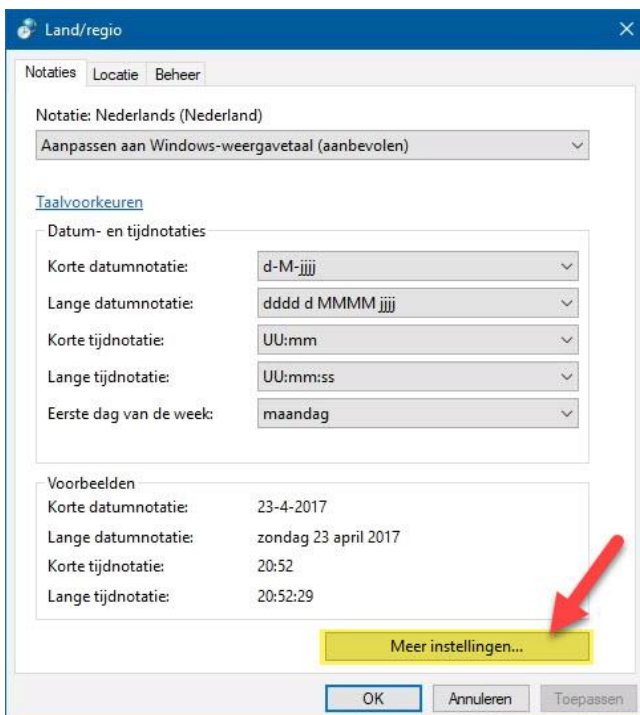 Land/regio
Notaties Locatie Beheer
Notatie: Nederlands (Nederland)
Aanpassen aan Windows-weergavetaal (aanbevolen)
Taalvoorkeuren
Datum- en tijdnotaties
Korte datumnotatie: d-M-jjjj
Lange datumnotatie: dddd d MMMM jjjj
Korte tijdnotatie: UU:mm
Lange tijdnotatie: UU:mm:ss
Eerste dag van de week: maandag
Voorbeelden
Korte datumnotatie: 23-4-2017
Lange datumnotatie: zondag 23 april 2017
Korte tijdnotatie: 20:52
Lange tijdnotatie: 20:52:29
Meer instellingen...
OK Annuleren Toepassen